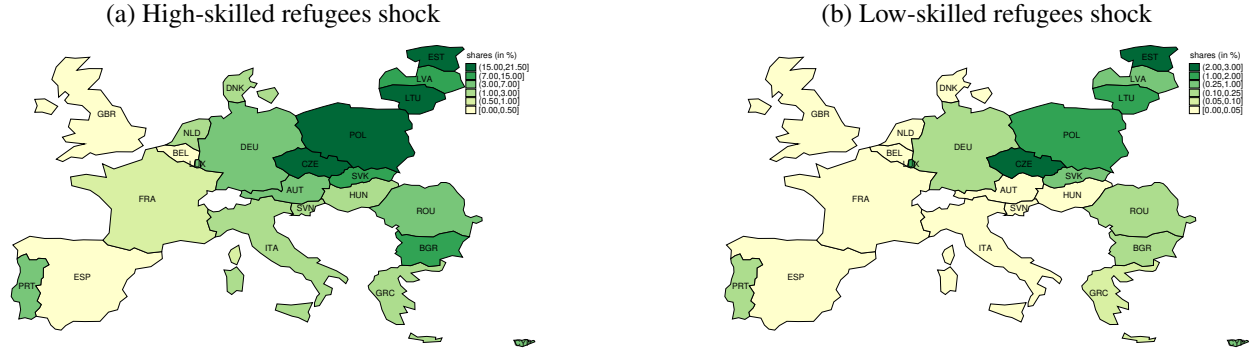 (a) High-skilled refugees shock
shares (in %)
(15.00,21.50]
(7.00,15.00]
(3.00,7.00]
(1.00,3.00]
(0.50,1.00]
[0.00,0.50]
EST
LVA
LTU
DNK
GBR
NLD
POL
BEL
DEU
LUX
CZE
SVK
AUT
HUN
FRA
SVN
ROU
ITA
BGR
ESP
PRT
GRC
(b) Low-skilled refugees shock
shares (in %)
(2.00,3.00]
(1.00,2.00]
(0.25,1.00]
(0.10,0.25]
(0.05,0.10]
[0.00,0.05]
EST
LVA
LTU
DNK
GBR
NLD
POL
BEL
DEU
LUX
CZE
SVK
AUT
HUN
FRA
SVN
ROU
ITA
BGR
ESP
PRT
GRC